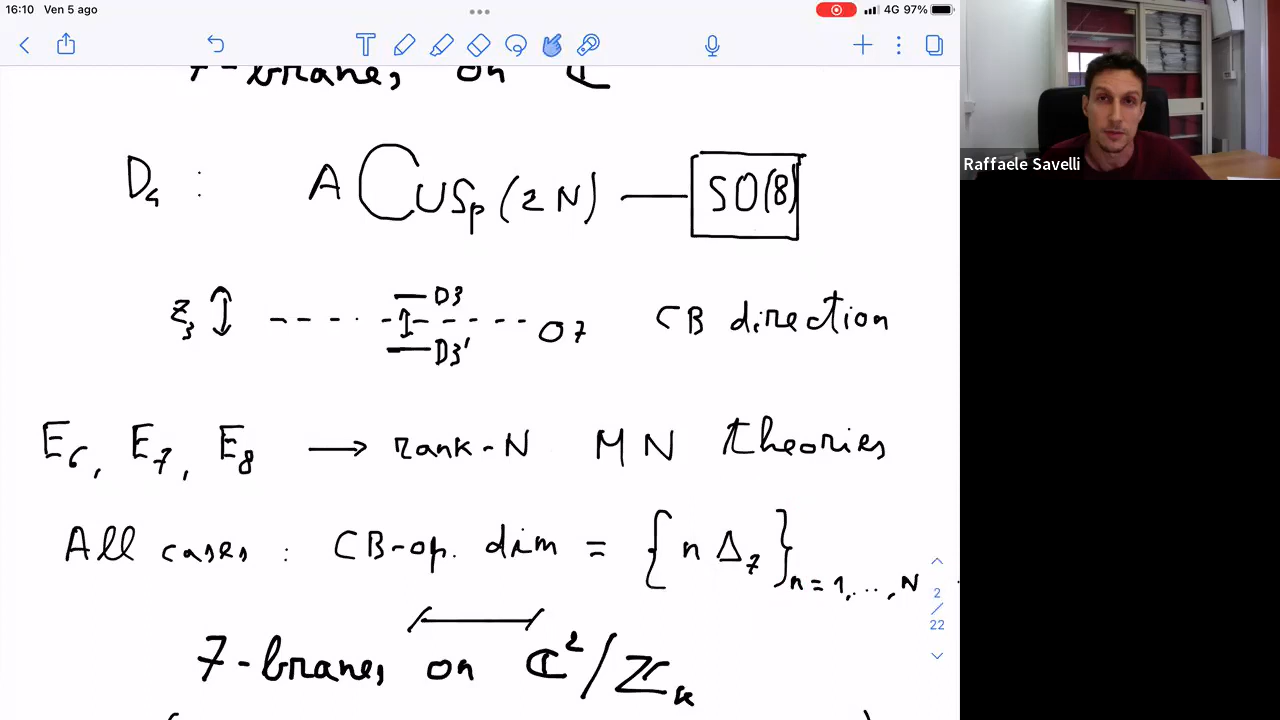 16:10 Ven 5 ago
4G 97%
7-branes on ℂ
Raffaele Savelli
D₄ : A USp(2N) — SO(8)
Z₃ ↕ D3
O7 CB direction
D3'
E₆, E₇, E₈ → rank-N MN theories
All cases : CB-op. dim = { n Δ₇ }ₙ₌₁,...,N
2
/
22
7-branes on ℂ²/ℤₖ